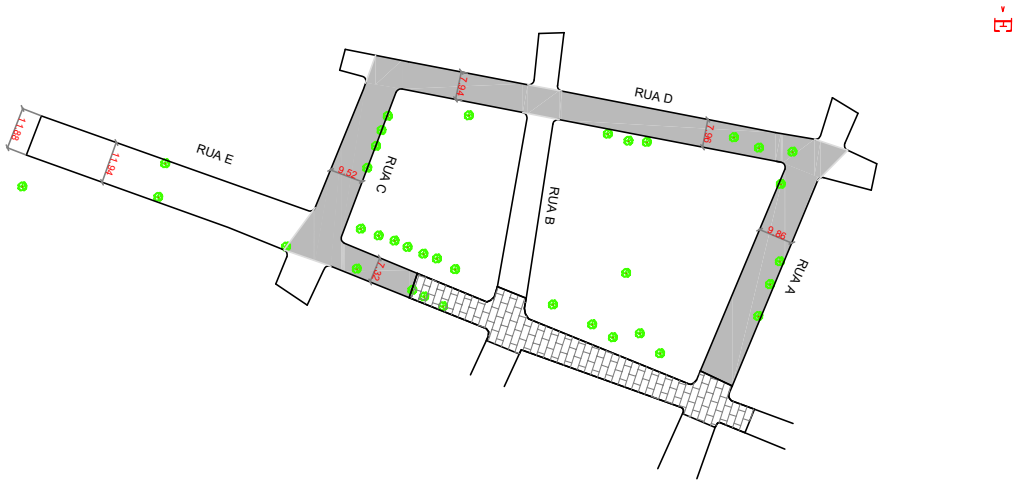 E
7.94
RUA D
7.96
11.88
11.94
RUA E
9.52
RUA C
RUA B
9.86
RUA A
7.32